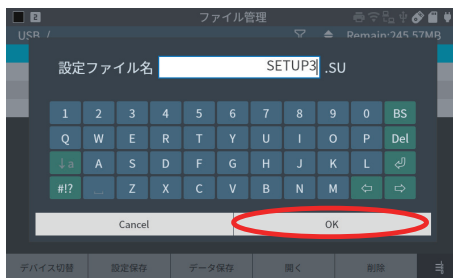 2 ファイル管理
USB / Remain:245.57MB
設定ファイル名 SETUP3 .SU
1 2 3 4 5 6 7 8 9 0 BS
Q W E R T Y U I O P Del
↓a A S D F G H J K L
#!? _ Z X C V B N M ⇦ ⇨
Cancel OK
デバイス切替 設定保存 データ保存 開く 削除